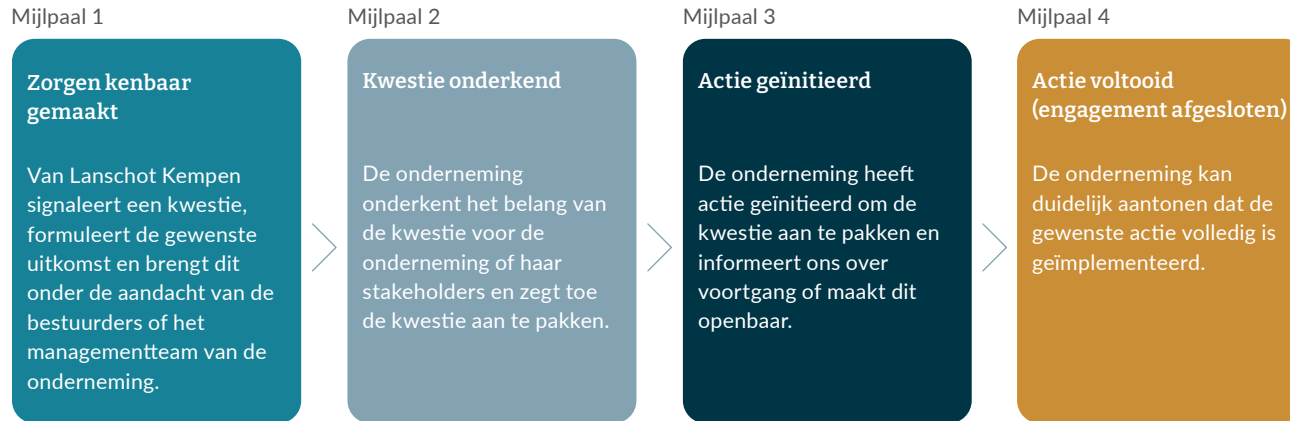 Mijlpaal 1
Zorgen kenbaar
gemaakt
Van Lanschot Kempen
signaleert een kwestie,
formuleert de gewenste
uitkomst en brengt dit
onder de aandacht van de
bestuurders of het
managementteam van de
onderneming.
Mijlpaal 2
Kwestie onderkend
De onderneming
onderkent het belang van
de kwestie voor de
onderneming of haar
stakeholders en zegt toe
de kwestie aan te pakken.
Mijlpaal 3
Actie geïnitieerd
De onderneming heeft
actie geïnitieerd om de
kwestie aan te pakken en
informeert ons over
voortgang of maakt dit
openbaar.
Mijlpaal 4
Actie voltooid
(engagement afgesloten)
De onderneming kan
duidelijk aantonen dat de
gewenste actie volledig is
geïmplementeerd.